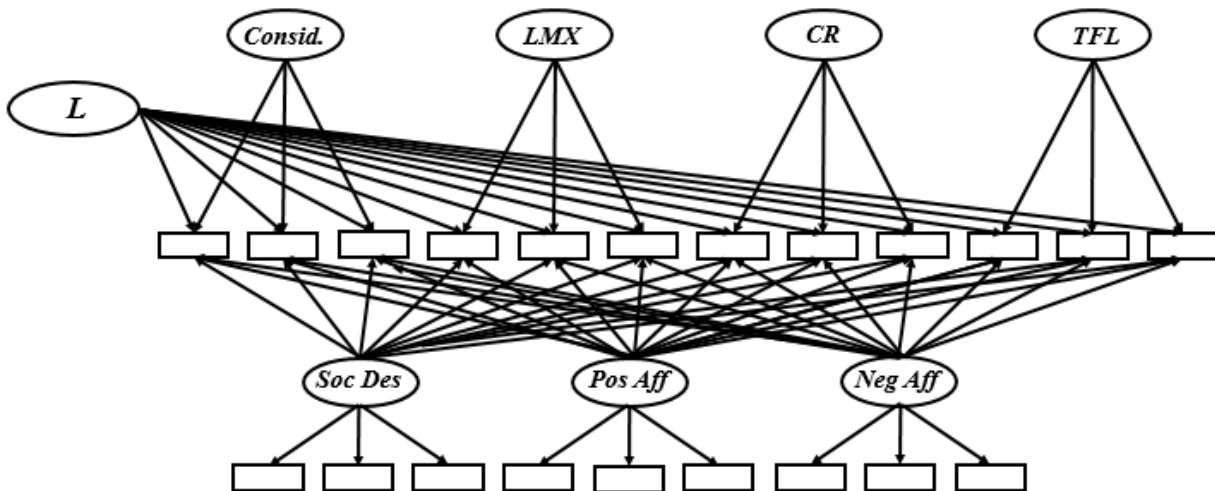 Consid.
LMX
CR
TFL
L
Soc Des
Pos Aff
Neg Aff